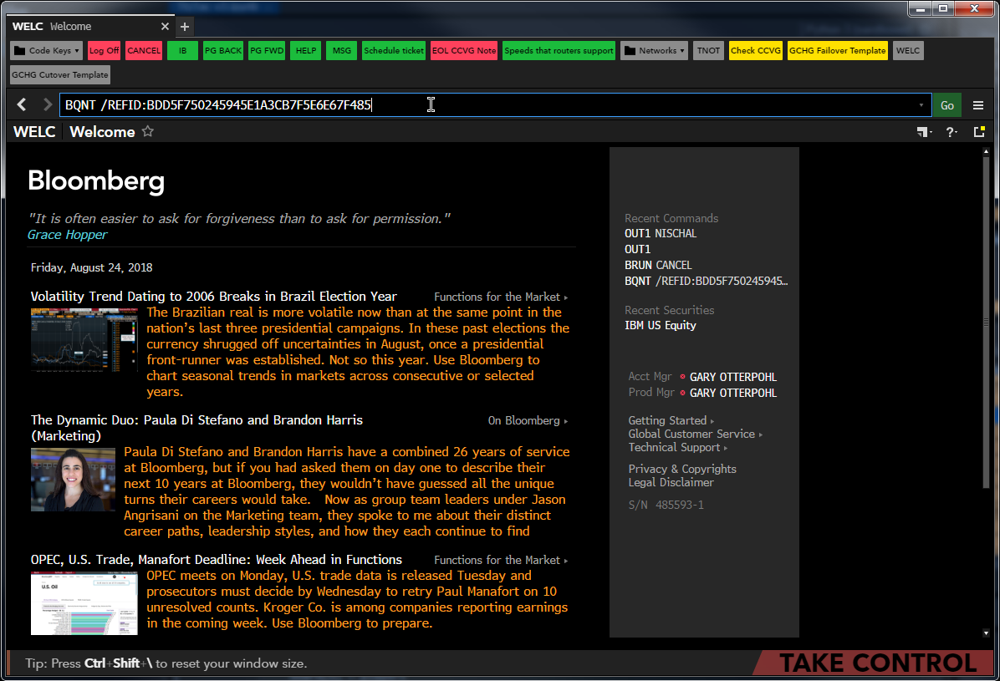 WELC Welcome
Code Keys Log Off CANCEL IB PG BACK PG FWD HELP MSG Schedule ticket EOL CCVG Note Speeds that routers support Networks TNOT Check CCVG GCHG Failover Template WELC
GCHG Cutover Template
BQNT /REFID:BDD5F750245945E1A3CB7F5E6E67F485 Go
WELC Welcome
Bloomberg
"It is often easier to ask for forgiveness than to ask for permission."
Grace Hopper
Friday, August 24, 2018
Volatility Trend Dating to 2006 Breaks in Brazil Election Year Functions for the Market
The Brazilian real is more volatile now than at the same point in the
nation's last three presidential campaigns. In these past elections the
currency shrugged off uncertainties in August, once a presidential
front-runner was established. Not so this year. Use Bloomberg to
chart seasonal trends in markets across consecutive or selected
years.
The Dynamic Duo: Paula Di Stefano and Brandon Harris On Bloomberg
(Marketing)
Paula Di Stefano and Brandon Harris have a combined 26 years of service
at Bloomberg, but if you had asked them on day one to describe their
next 10 years at Bloomberg, they wouldn't have guessed all the unique
turns their careers would take. Now as group team leaders under Jason
Angrisani on the Marketing team, they spoke to me about their distinct
career paths, leadership styles, and how they each continue to find
OPEC, U.S. Trade, Manafort Deadline: Week Ahead in Functions Functions for the Market
U.S. Oil
OPEC meets on Monday, U.S. trade data is released Tuesday and
prosecutors must decide by Wednesday to retry Paul Manafort on 10
unresolved counts. Kroger Co. is among companies reporting earnings
in the coming week. Use Bloomberg to prepare.
Recent Commands
OUT1 NISCHAL
OUT1
BRUN CANCEL
BQNT /REFID:BDD5F750245945…
Recent Securities
IBM US Equity
Acct Mgr GARY OTTERPOHL
Prod Mgr GARY OTTERPOHL
Getting Started
Global Customer Service
Technical Support
Privacy & Copyrights
Legal Disclaimer
S/N 485593-1
Tip: Press Ctrl+Shift+\ to reset your window size.
TAKE CONTROL